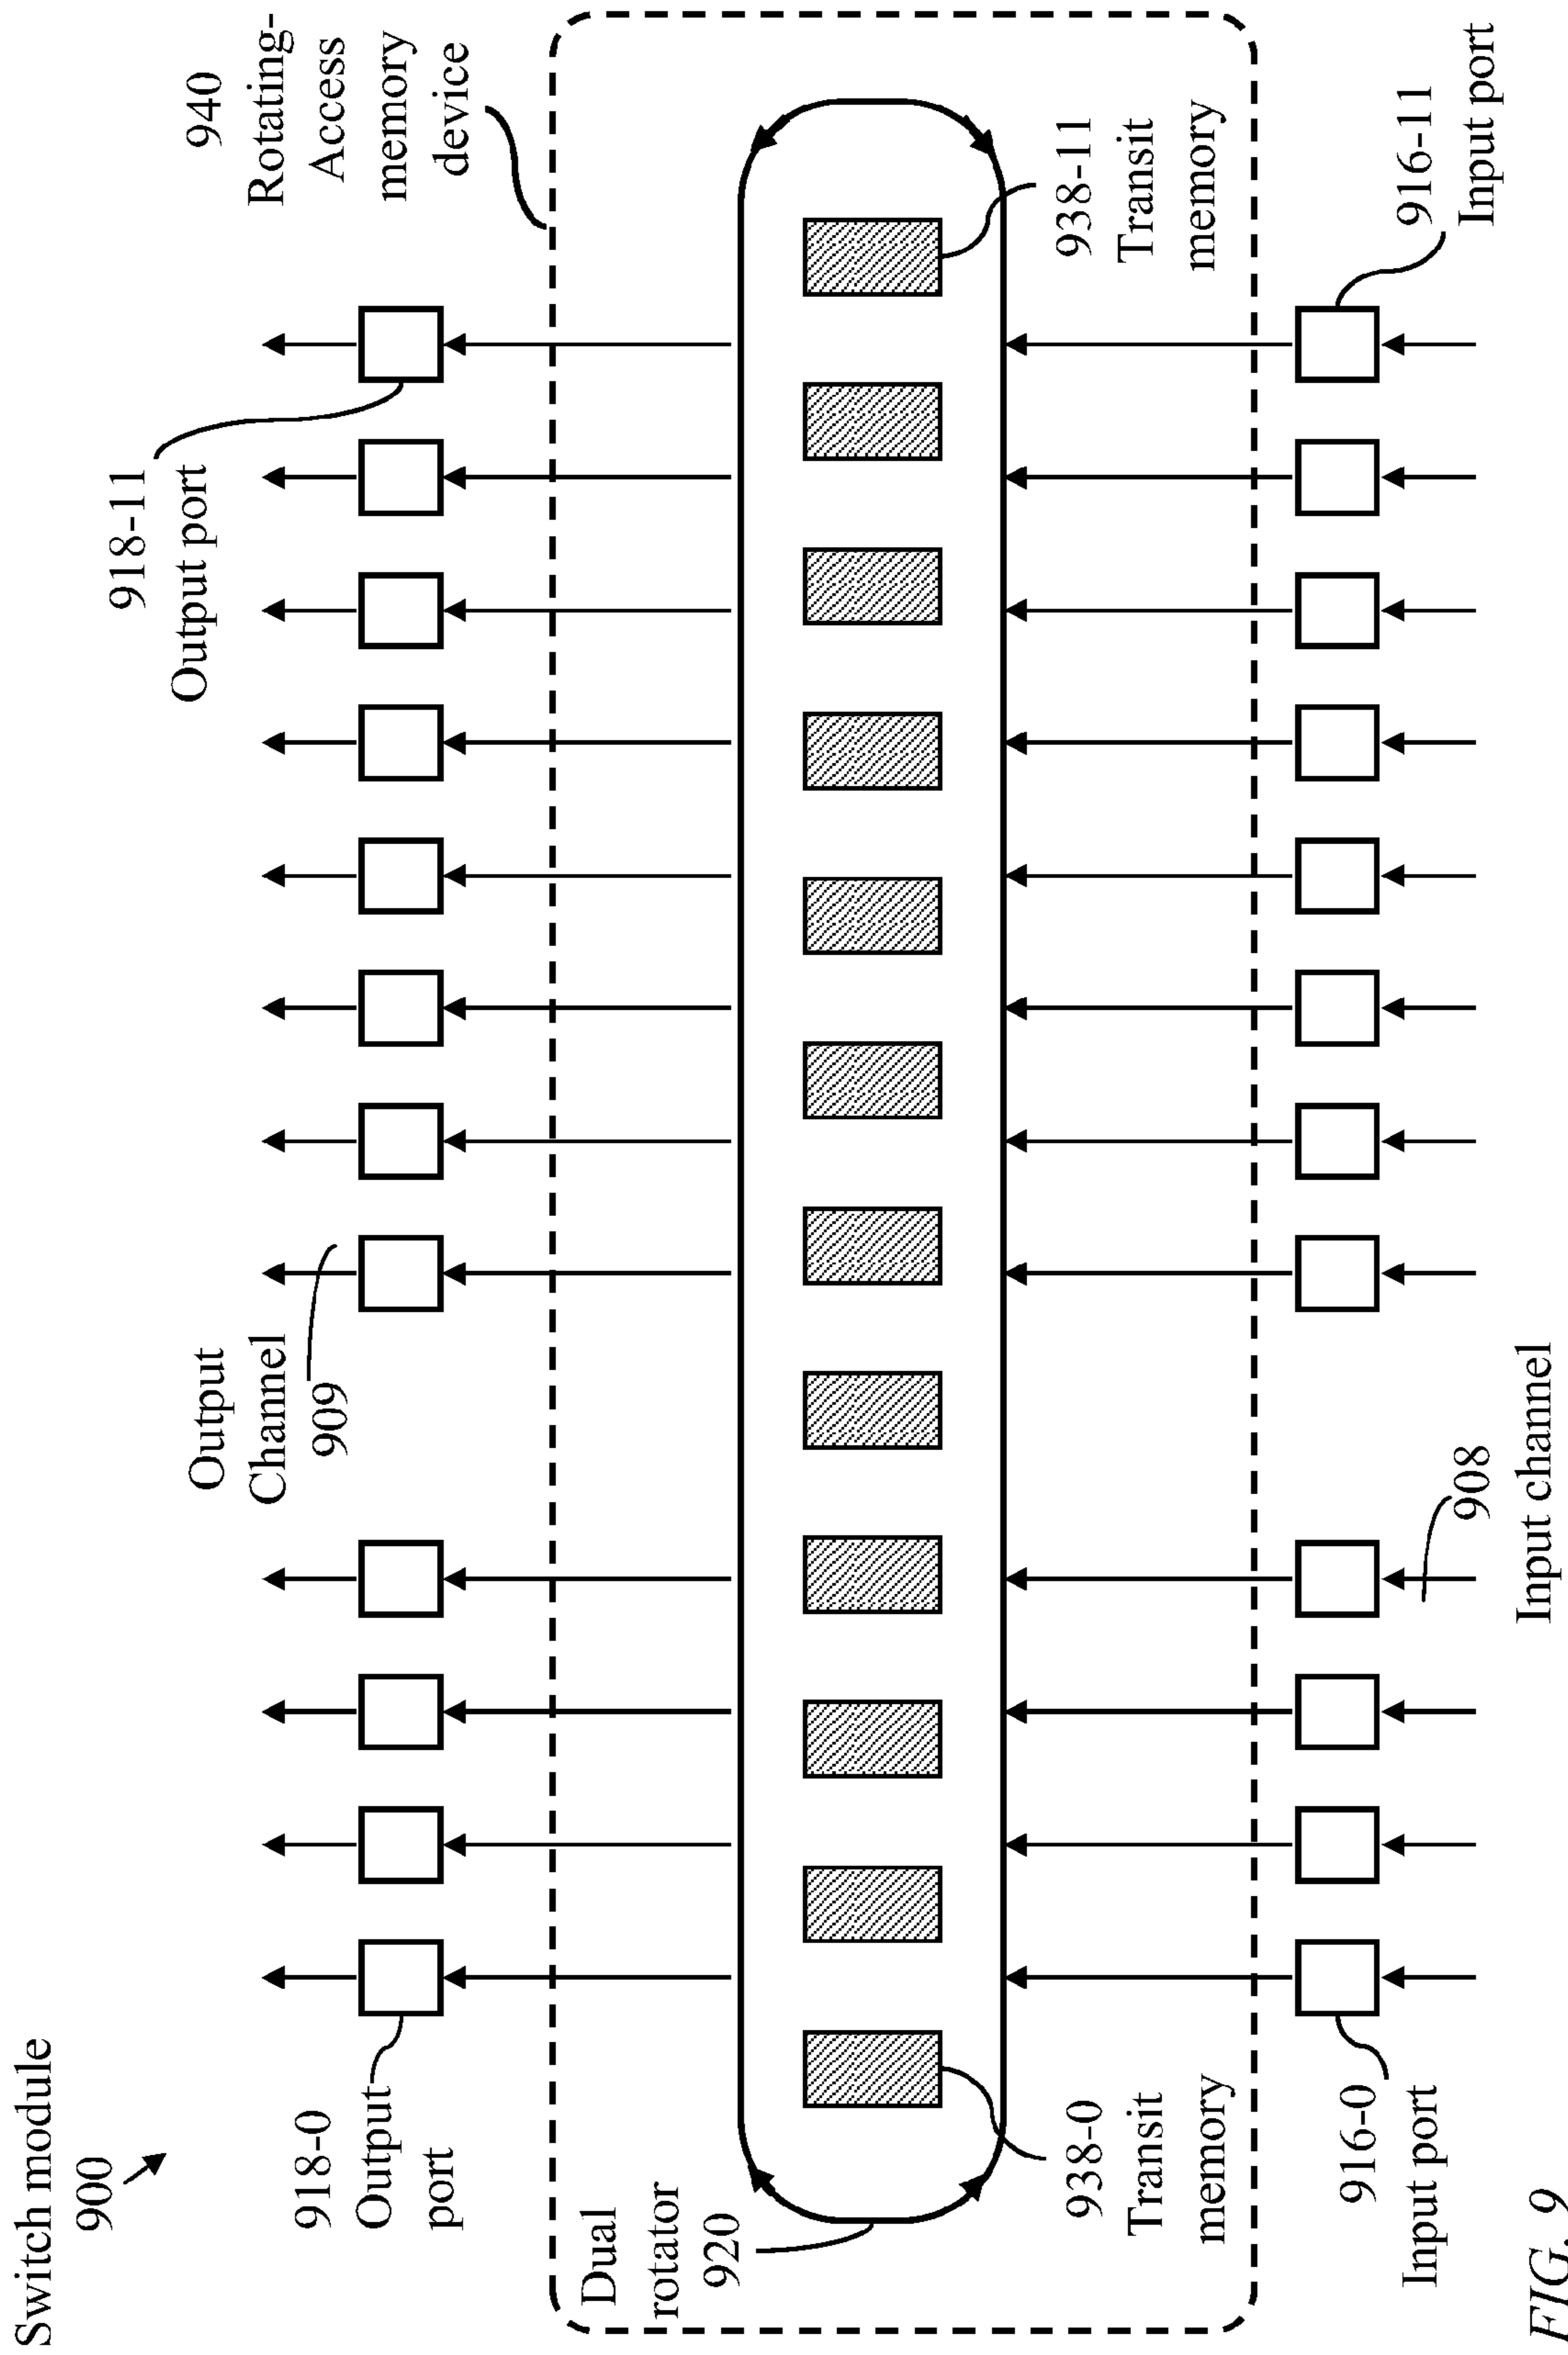 Switch module
900
918-0
Output
port
Output
Channel
909
918-11
Output port
940
Rotating-
Access
memory
device
Dual
rotator
920
938-0
Transit
memory
938-11
Transit
memory
916-0
Input port
908
Input channel
916-11
Input port
FIG. 9